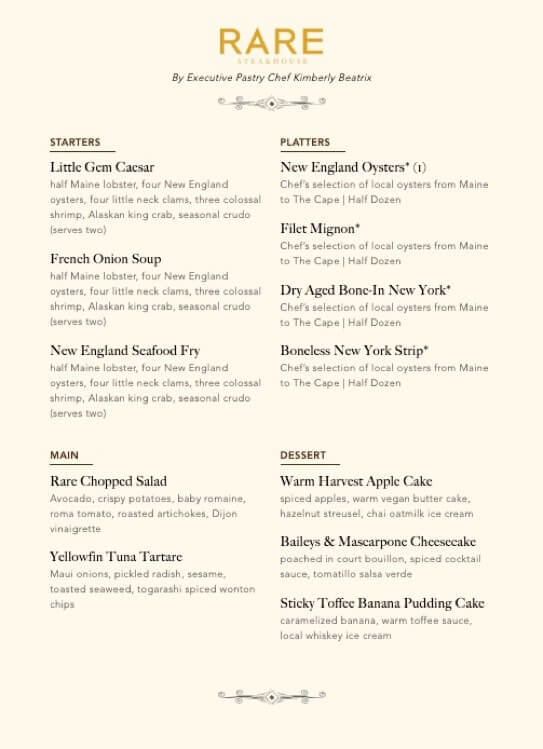 RARE
STEAKHOUSE
By Executive Pastry Chef Kimberly Beatrix
STARTERS
Little Gem Caesar
half Maine lobster, four New England
oysters, four little neck clams, three colossal
shrimp, Alaskan king crab, seasonal crudo
(serves two)
French Onion Soup
half Maine lobster, four New England
oysters, four little neck clams, three colossal
shrimp, Alaskan king crab, seasonal crudo
(serves two)
New England Seafood Fry
half Maine lobster, four New England
oysters, four little neck clams, three colossal
shrimp, Alaskan king crab, seasonal crudo
(serves two)
PLATTERS
New England Oysters* (1)
Chef's selection of local oysters from Maine
to The Cape | Half Dozen
Filet Mignon*
Chef's selection of local oysters from Maine
to The Cape | Half Dozen
Dry Aged Bone-In New York*
Chef's selection of local oysters from Maine
to The Cape | Half Dozen
Boneless New York Strip*
Chef's selection of local oysters from Maine
to The Cape | Half Dozen
MAIN
Rare Chopped Salad
Avocado, crispy potatoes, baby romaine,
roma tomato, roasted artichokes, Dijon
vinaigrette
Yellowfin Tuna Tartare
Maui onions, pickled radish, sesame,
toasted seaweed, togarashi spiced wonton
chips
DESSERT
Warm Harvest Apple Cake
spiced apples, warm vegan butter cake,
hazelnut streusel, chai oatmilk ice cream
Baileys & Mascarpone Cheesecake
poached in court bouillon, spiced cocktail
sauce, tomatillo salsa verde
Sticky Toffee Banana Pudding Cake
caramelized banana, warm toffee sauce,
local whiskey ice cream